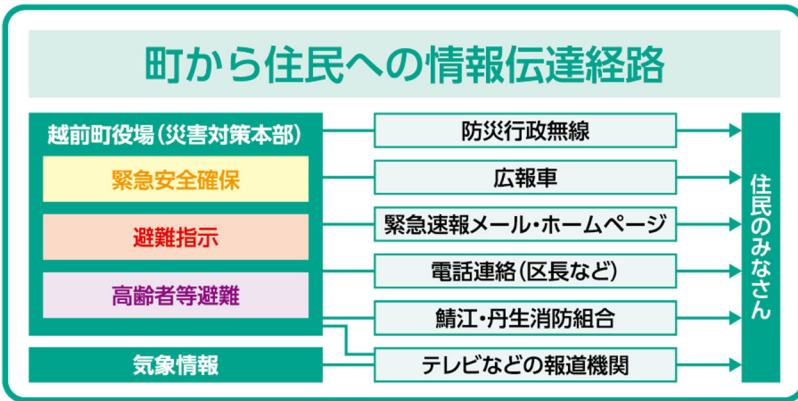 町から住民への情報伝達経路
越前町役場（災害対策本部）
緊急安全確保
避難指示
高齢者等避難
気象情報
防災行政無線
広報車
緊急速報メール・ホームページ
電話連絡（区長など）
鯖江・丹生消防組合
テレビなどの報道機関
住民のみなさん